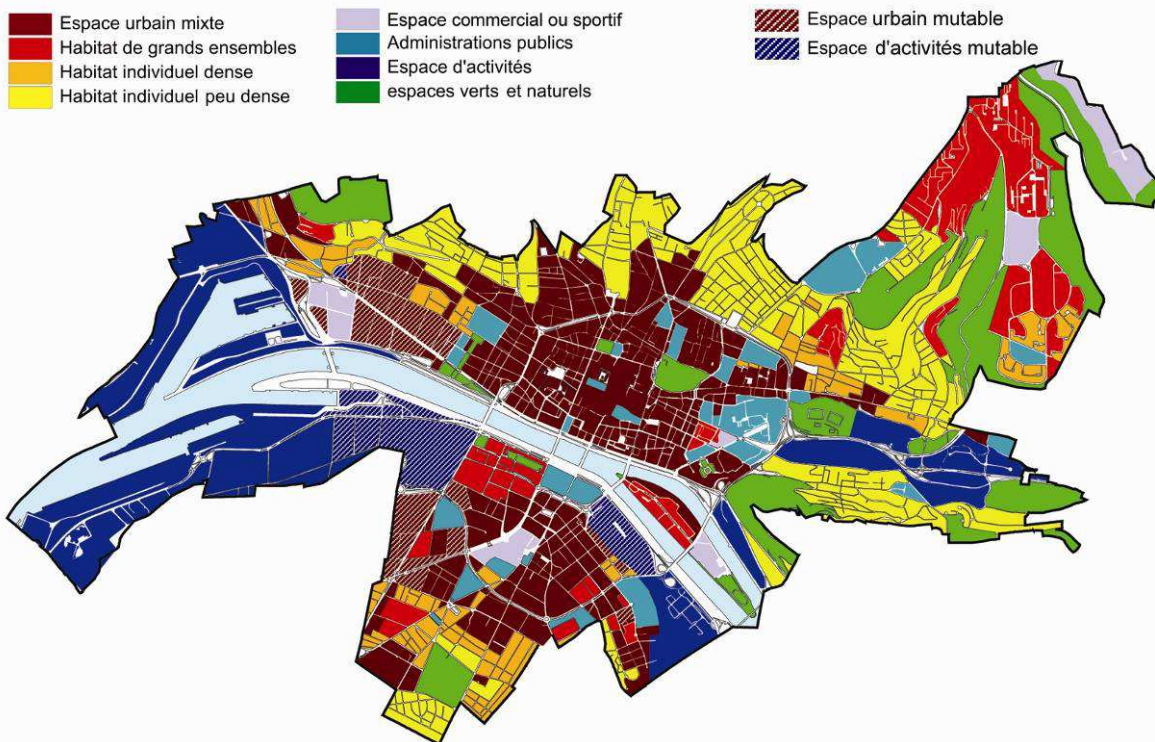 Espace urbain mixte
Habitat de grands ensembles
Habitat individuel dense
Habitat individuel peu dense
Espace commercial ou sportif
Administrations publics
Espace d'activités
espaces verts et naturels
Espace urbain mutable
Espace d'activités mutable